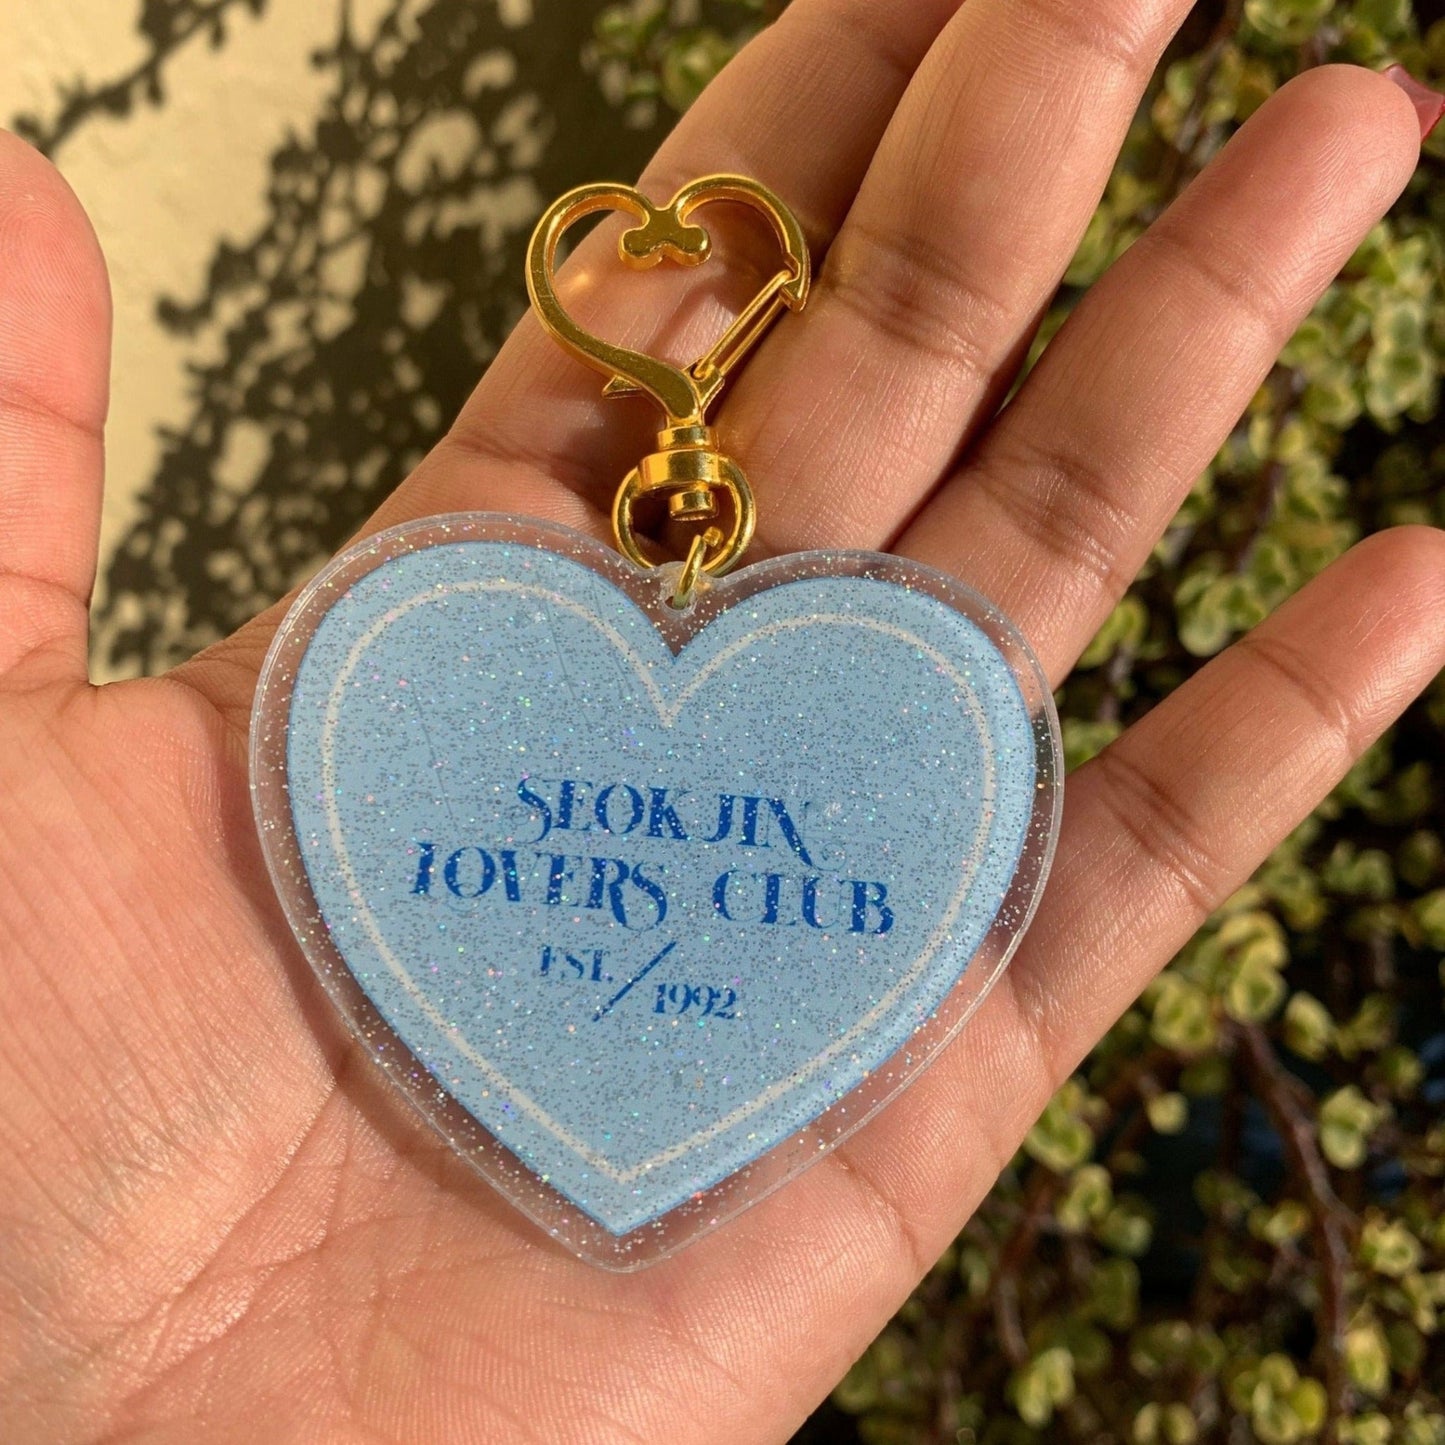 SEOKJIN
LOVERS CLUB
EST. / 1992